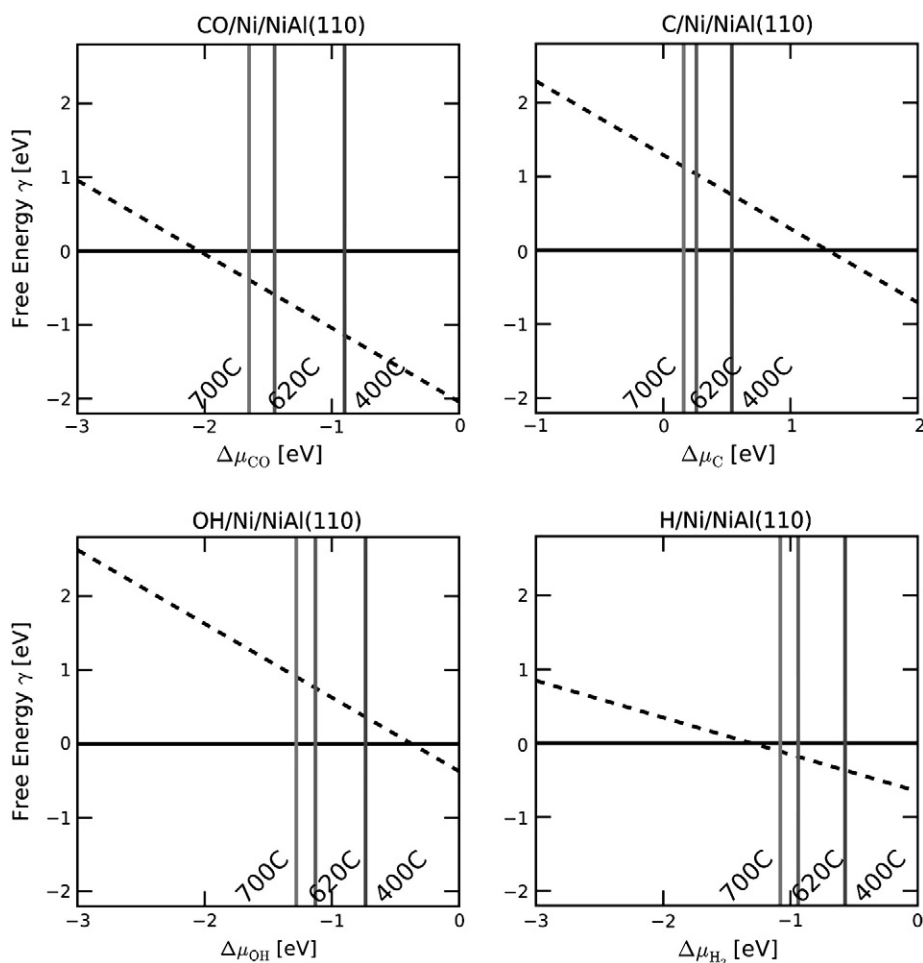 CO/Ni/NiAl(110)
Free Energy γ [eV]
2
1
0
−1
−2
700C
620C
400C
−3
−2
−1
0
Δμ_CO [eV]
C/Ni/NiAl(110)
2
1
0
−1
−2
700C
620C
400C
−1
0
1
2
Δμ_C [eV]
OH/Ni/NiAl(110)
Free Energy γ [eV]
2
1
0
−1
−2
700C
620C
400C
−3
−2
−1
0
Δμ_OH [eV]
H/Ni/NiAl(110)
2
1
0
−1
−2
700C
620C
400C
−3
−2
−1
0
Δμ_H₂ [eV]